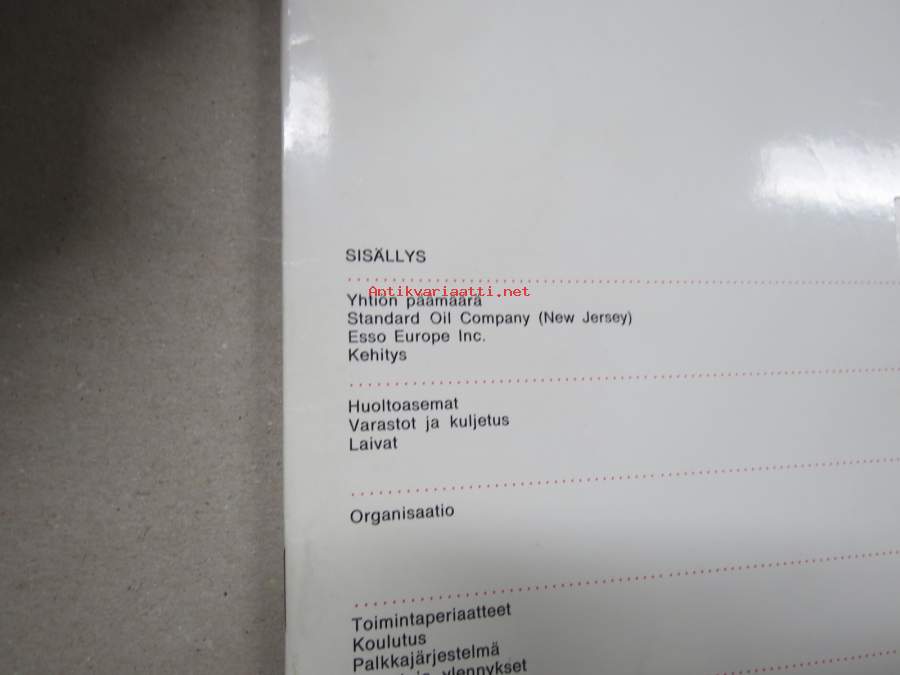 SISÄLLYS
Antikvariaatti.net
Yhtiön päämäärä
Standard Oil Company (New Jersey)
Esso Europe Inc.
Kehitys
Huoltoasemat
Varastot ja kuljetus
Laivat
Organisaatio
Toimintaperiaatteet
Koulutus
Palkkajärjestelmä
ylennykset